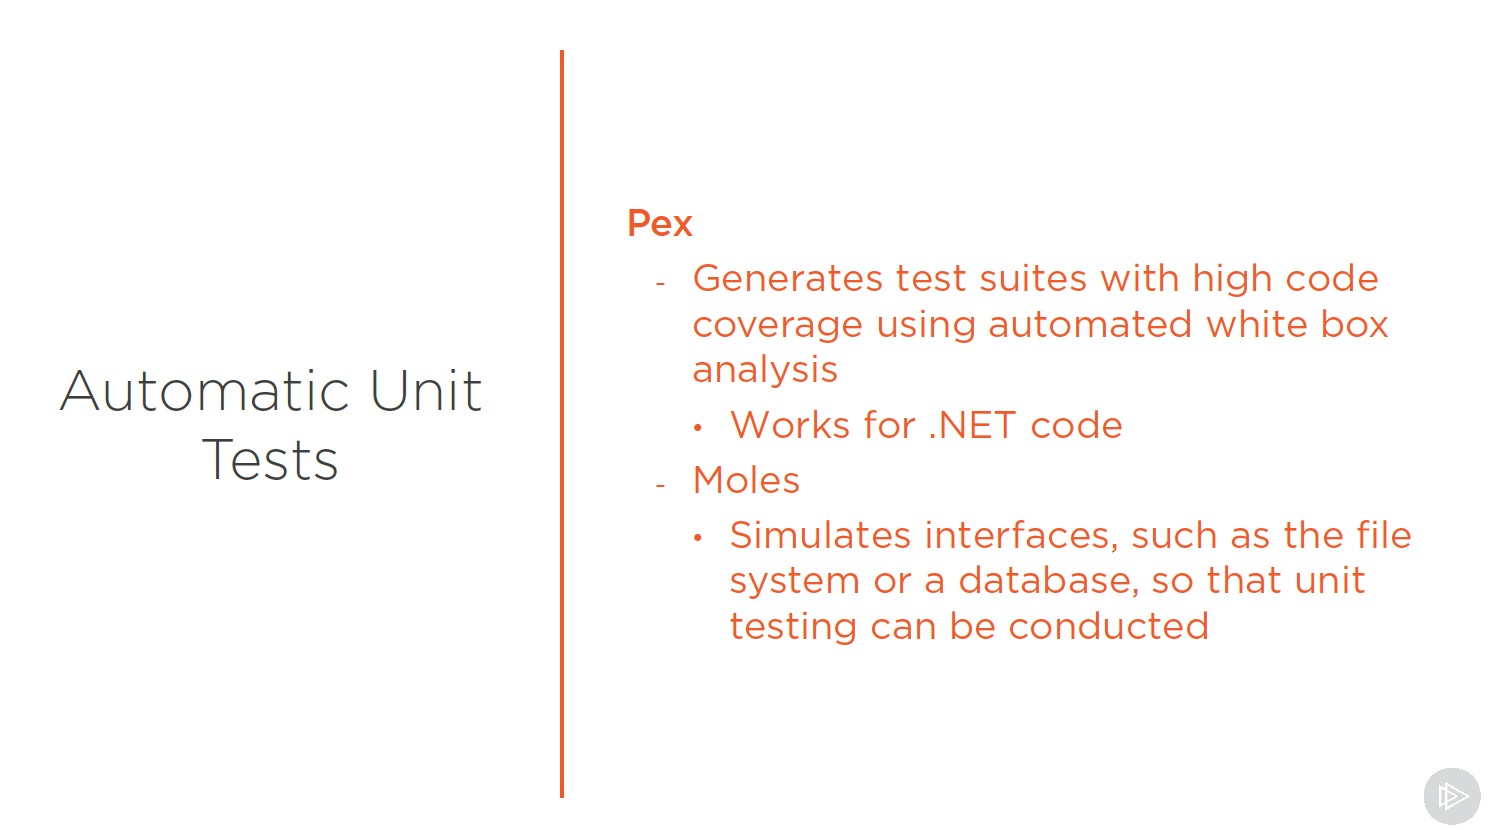 Automatic Unit
Tests
Pex
- Generates test suites with high code
coverage using automated white box
analysis
• Works for .NET code
- Moles
• Simulates interfaces, such as the file
system or a database, so that unit
testing can be conducted